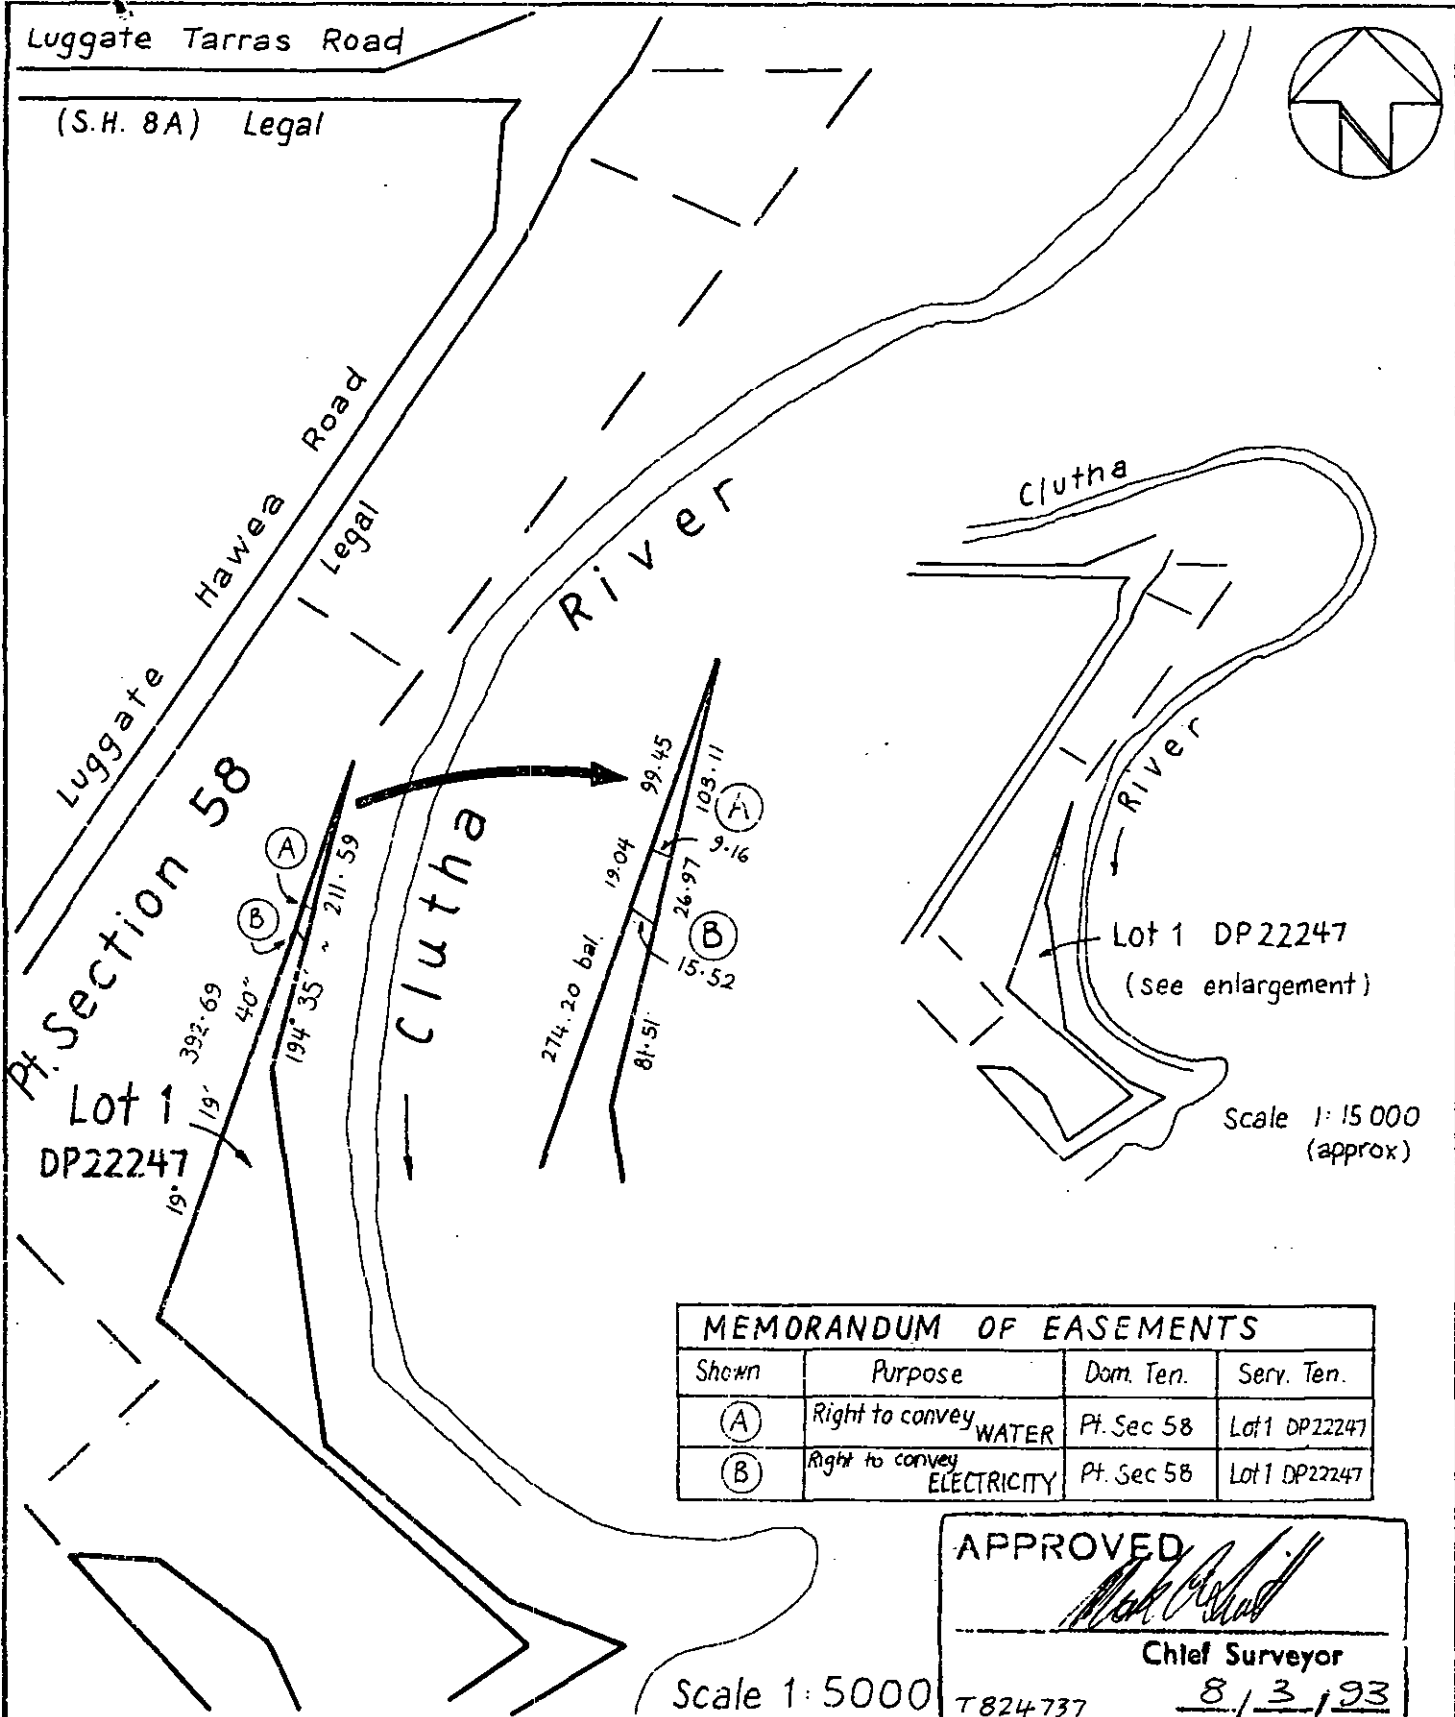 Luggate Tarras Road
(S.H. 8A) Legal
N
Luggate Hawea Road
Legal
River
Clutha
Clutha
River
Pt. Section 58
A
B
211.59
194° 35' ~
392.69
19° 19' 40"
Lot 1
DP22247
99.45
103.11
A
9.16
19.04
26.97
B
15.52
274.20 bal.
81.51
Lot 1 DP22247
(see enlargement)
Scale 1:15000
(approx)
MEMORANDUM OF EASEMENTS
Shown Purpose Dom. Ten. Serv. Ten.
A Right to convey WATER Pt. Sec 58 Lot 1 DP22247
B Right to convey ELECTRICITY Pt. Sec 58 Lot 1 DP22247
APPROVED
Chief Surveyor
Scale 1:5000
T824737 8/3/93